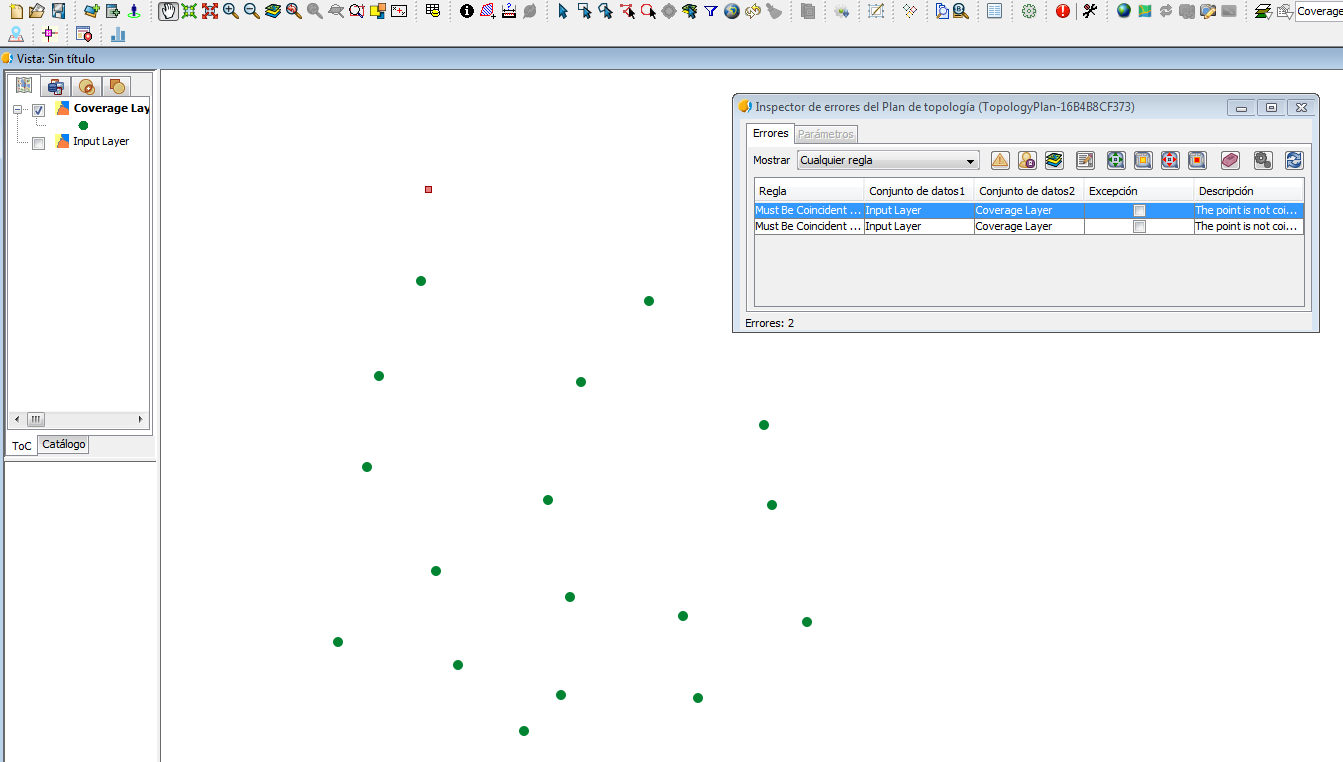 Coverage
Vista: Sin título
Coverage Lay
Input Layer
ToC Catálogo
Inspector de errores del Plan de topología (TopologyPlan-16B4B8CF373)
Errores Parámetros
Mostrar Cualquier regla
Regla Conjunto de datos1 Conjunto de datos2 Excepción Descripción
Must Be Coincident ... Input Layer Coverage Layer The point is not coi...
Must Be Coincident ... Input Layer Coverage Layer The point is not coi...
Errores: 2